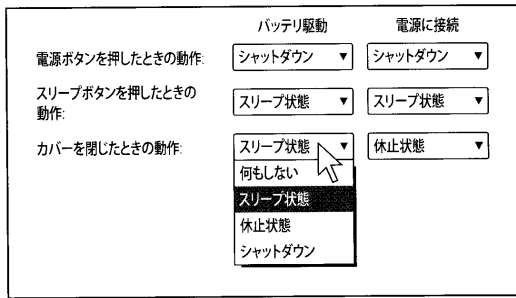 バッテリ駆動 電源に接続
電源ボタンを押したときの動作: シャットダウン ▼ シャットダウン ▼
スリープボタンを押したときの
動作: スリープ状態 ▼ スリープ状態 ▼
カバーを閉じたときの動作: スリープ状態 ▼ 休止状態 ▼
何もしない
スリープ状態
休止状態
シャットダウン